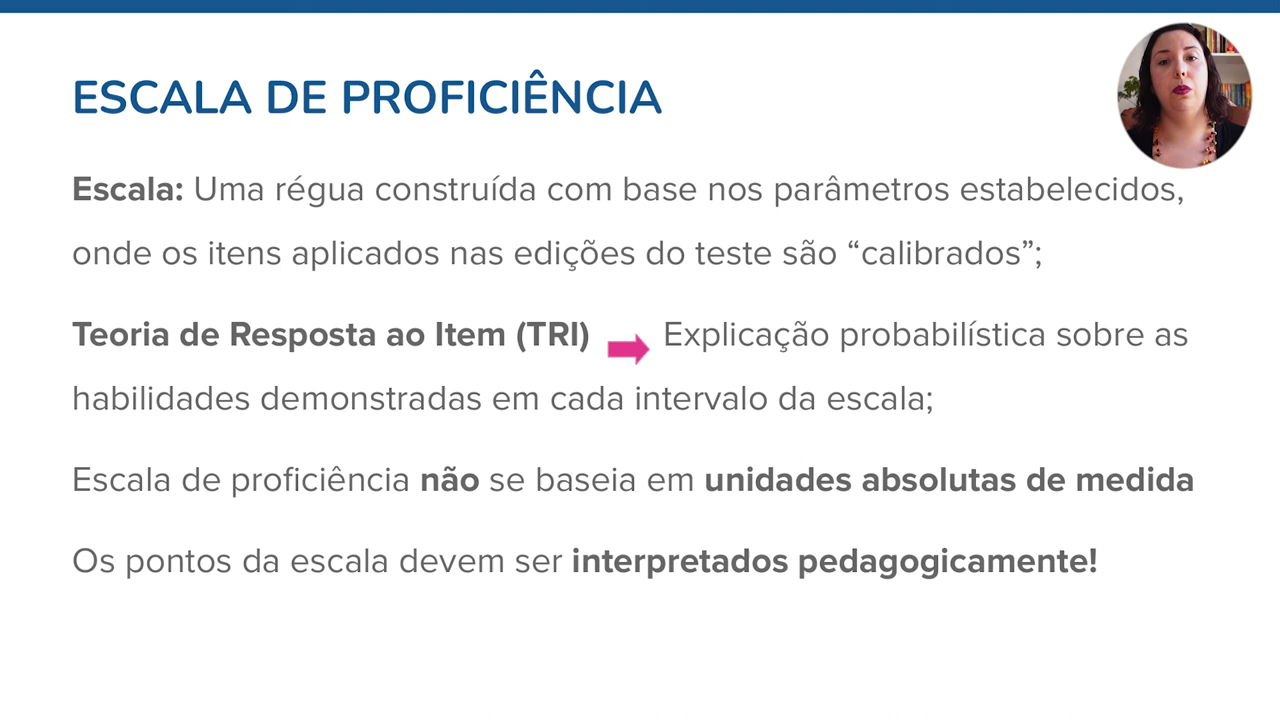 ESCALA DE PROFICIÊNCIA
Escala: Uma régua construída com base nos parâmetros estabelecidos,
onde os itens aplicados nas edições do teste são “calibrados”;
Teoria de Resposta ao Item (TRI) Explicação probabilística sobre as
habilidades demonstradas em cada intervalo da escala;
Escala de proficiência não se baseia em unidades absolutas de medida
Os pontos da escala devem ser interpretados pedagogicamente!